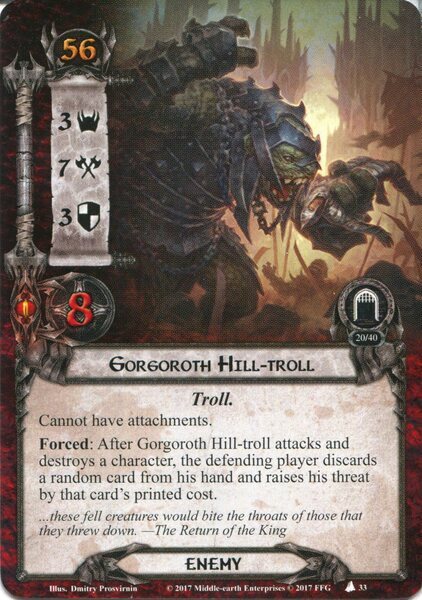 56
3
7
3
8
20/40
Gorgoroth Hill-troll
Troll.
Cannot have attachments.
Forced: After Gorgoroth Hill-troll attacks and
destroys a character, the defending player discards
a random card from his hand and raises his threat
by that card's printed cost.
...these fell creatures would bite the throats of those that
they threw down. —The Return of the King
ENEMY
Illus. Dmitry Prosvirnin © 2017 Middle-earth Enterprises © 2017 FFG 33